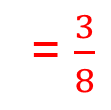 = 3/8